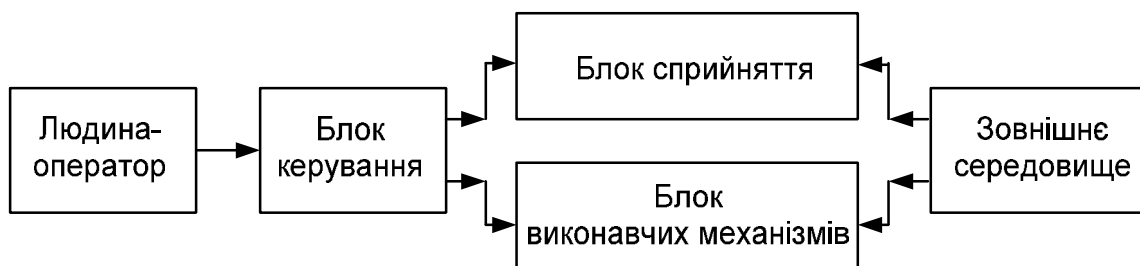 Людина-
оператор
Блок
керування
Блок сприйняття
Блок
виконавчих механізмів
Зовнішнє
середовище